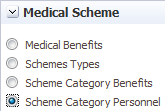 Medical Scheme
Medical Benefits
Schemes Types
Scheme Category Benefits
Scheme Category Personnel